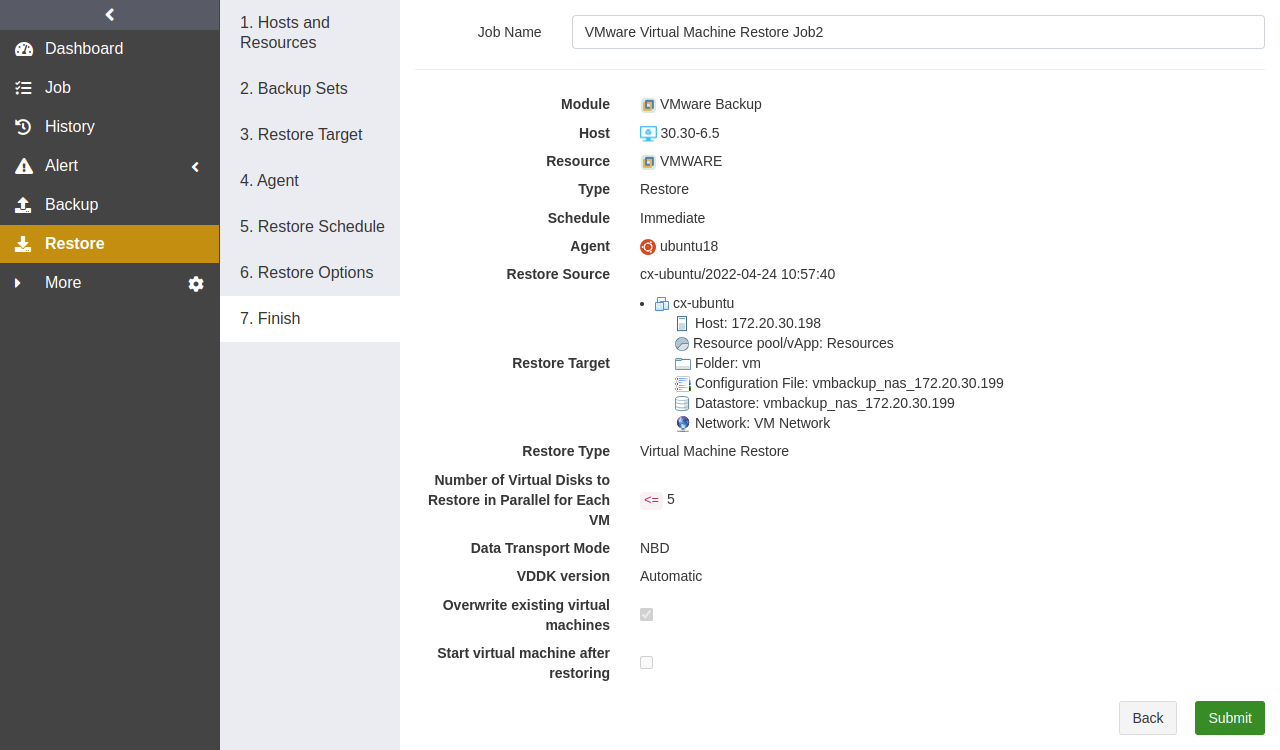 Dashboard
Job
History
Alert
Backup
Restore
More
1. Hosts and
Resources
2. Backup Sets
3. Restore Target
4. Agent
5. Restore Schedule
6. Restore Options
7. Finish
Job Name VMware Virtual Machine Restore Job2
Module VMware Backup
Host 30.30-6.5
Resource VMWARE
Type Restore
Schedule Immediate
Agent ubuntu18
Restore Source cx-ubuntu/2022-04-24 10:57:40
Restore Target
• cx-ubuntu
Host: 172.20.30.198
Resource pool/vApp: Resources
Folder: vm
Configuration File: vmbackup_nas_172.20.30.199
Datastore: vmbackup_nas_172.20.30.199
Network: VM Network
Restore Type Virtual Machine Restore
Number of Virtual Disks to
Restore in Parallel for Each
VM
<= 5
Data Transport Mode NBD
VDDK version Automatic
Overwrite existing virtual
machines
Start virtual machine after
restoring
Back Submit